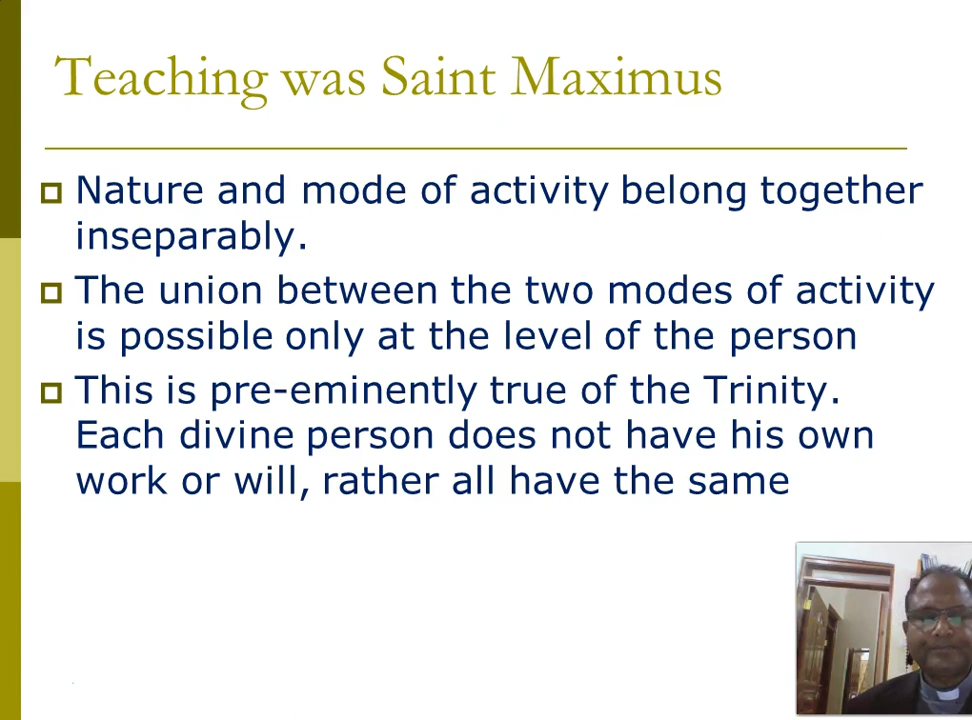 Teaching was Saint Maximus
Nature and mode of activity belong together
inseparably.
The union between the two modes of activity
is possible only at the level of the person
This is pre-eminently true of the Trinity.
Each divine person does not have his own
work or will, rather all have the same